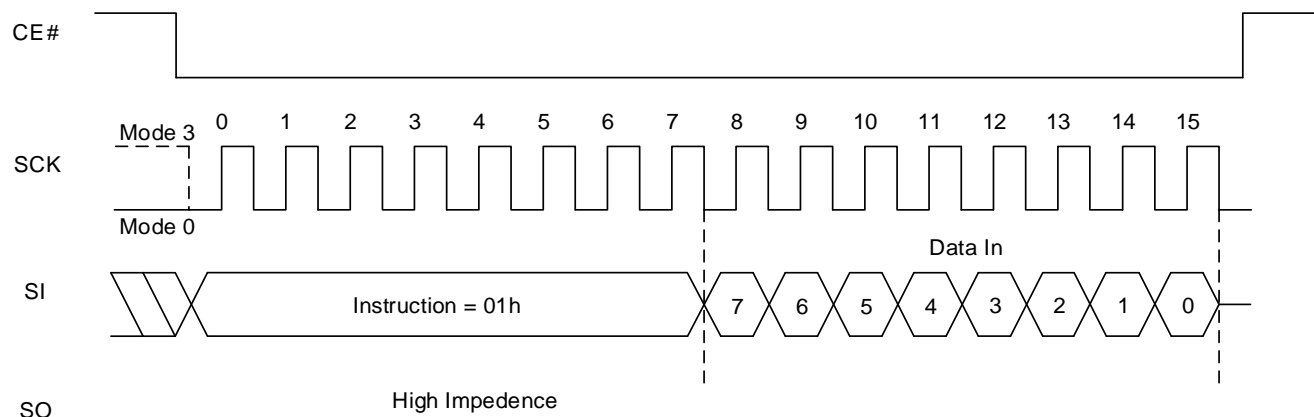 CE#
0 1 2 3 4 5 6 7 8 9 10 11 12 13 14 15
Mode 3
SCK
Mode 0
Data In
SI
Instruction = 01h 7 6 5 4 3 2 1 0
High Impedence
SO